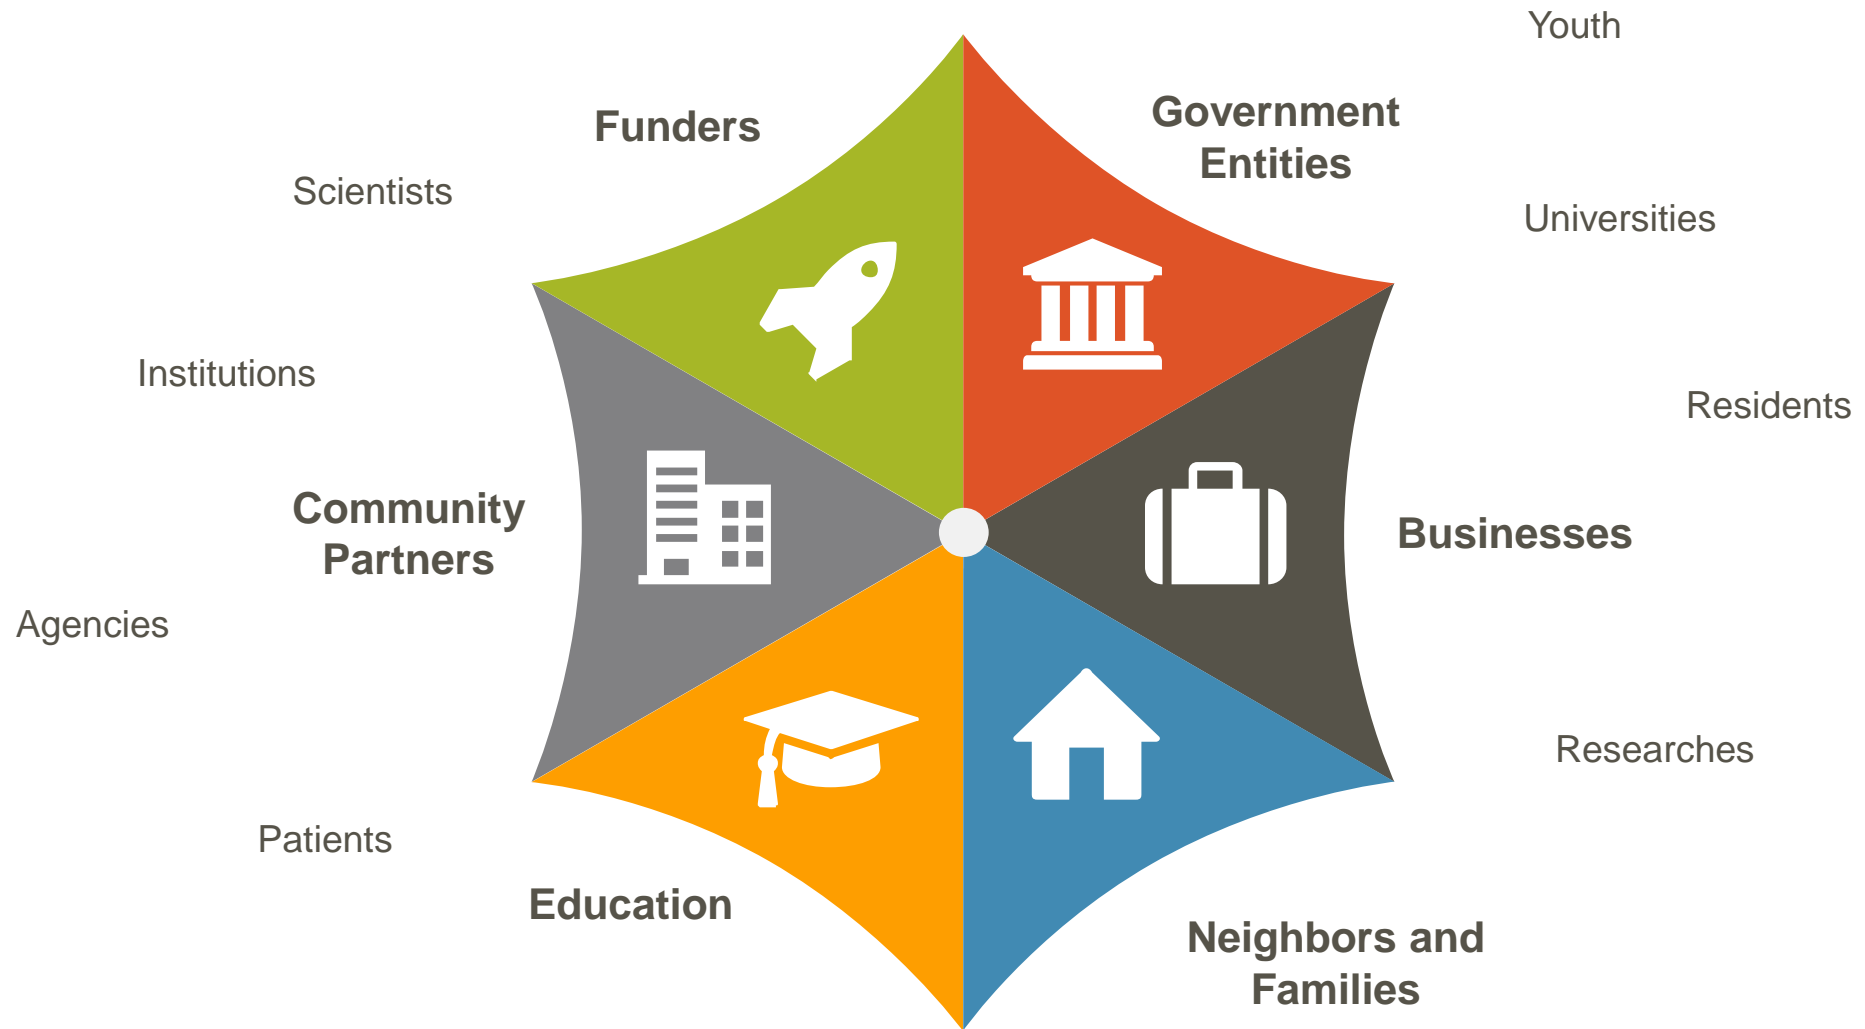 Youth
Funders
Government
Entities
Scientists
Universities
Institutions
Residents
Community
Partners
Businesses
Agencies
Researches
Patients
Education
Neighbors and
Families